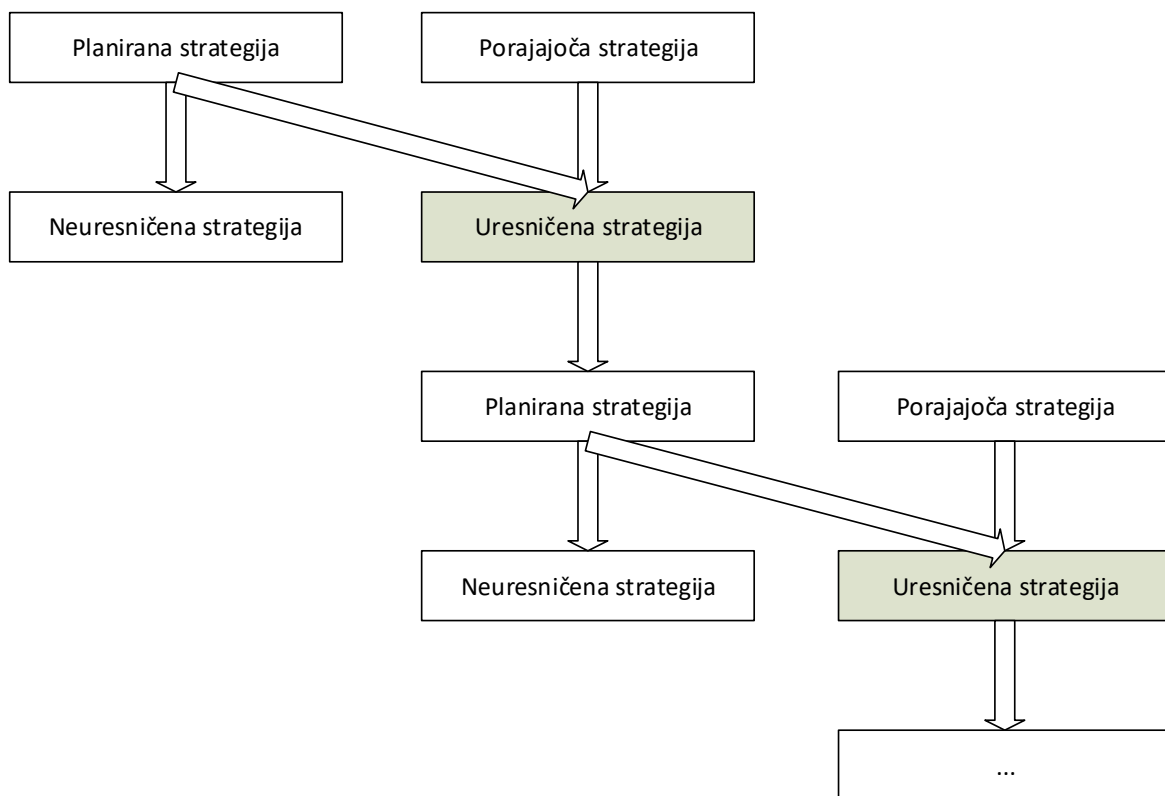 Planirana strategija
Porajajoča strategija
Neuresničena strategija
Uresničena strategija
Planirana strategija
Porajajoča strategija
Neuresničena strategija
Uresničena strategija
...